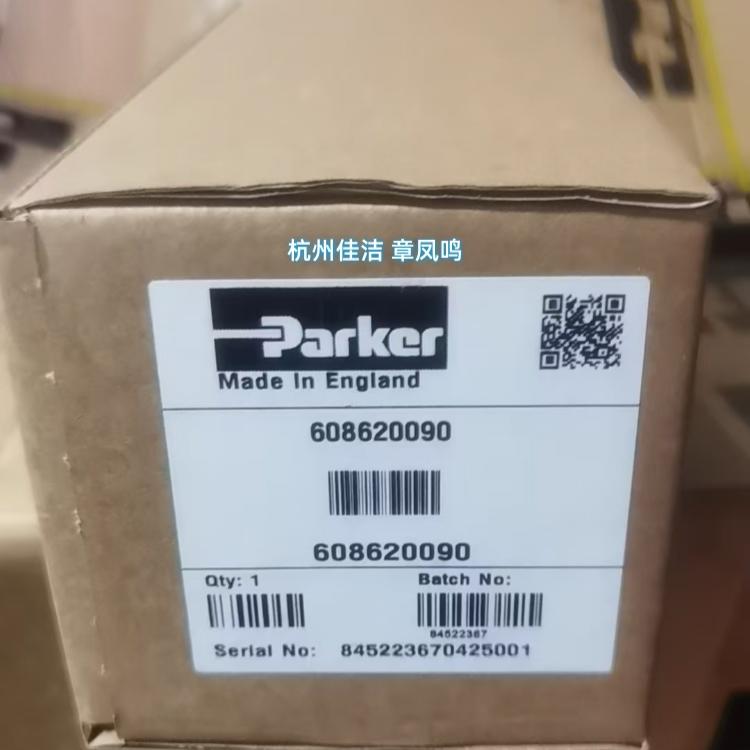 杭州佳洁 章凤鸣
Parker
Made In England
608620090
608620090
Qty: 1
Batch No:
84522367
Serial No: 845223670425001